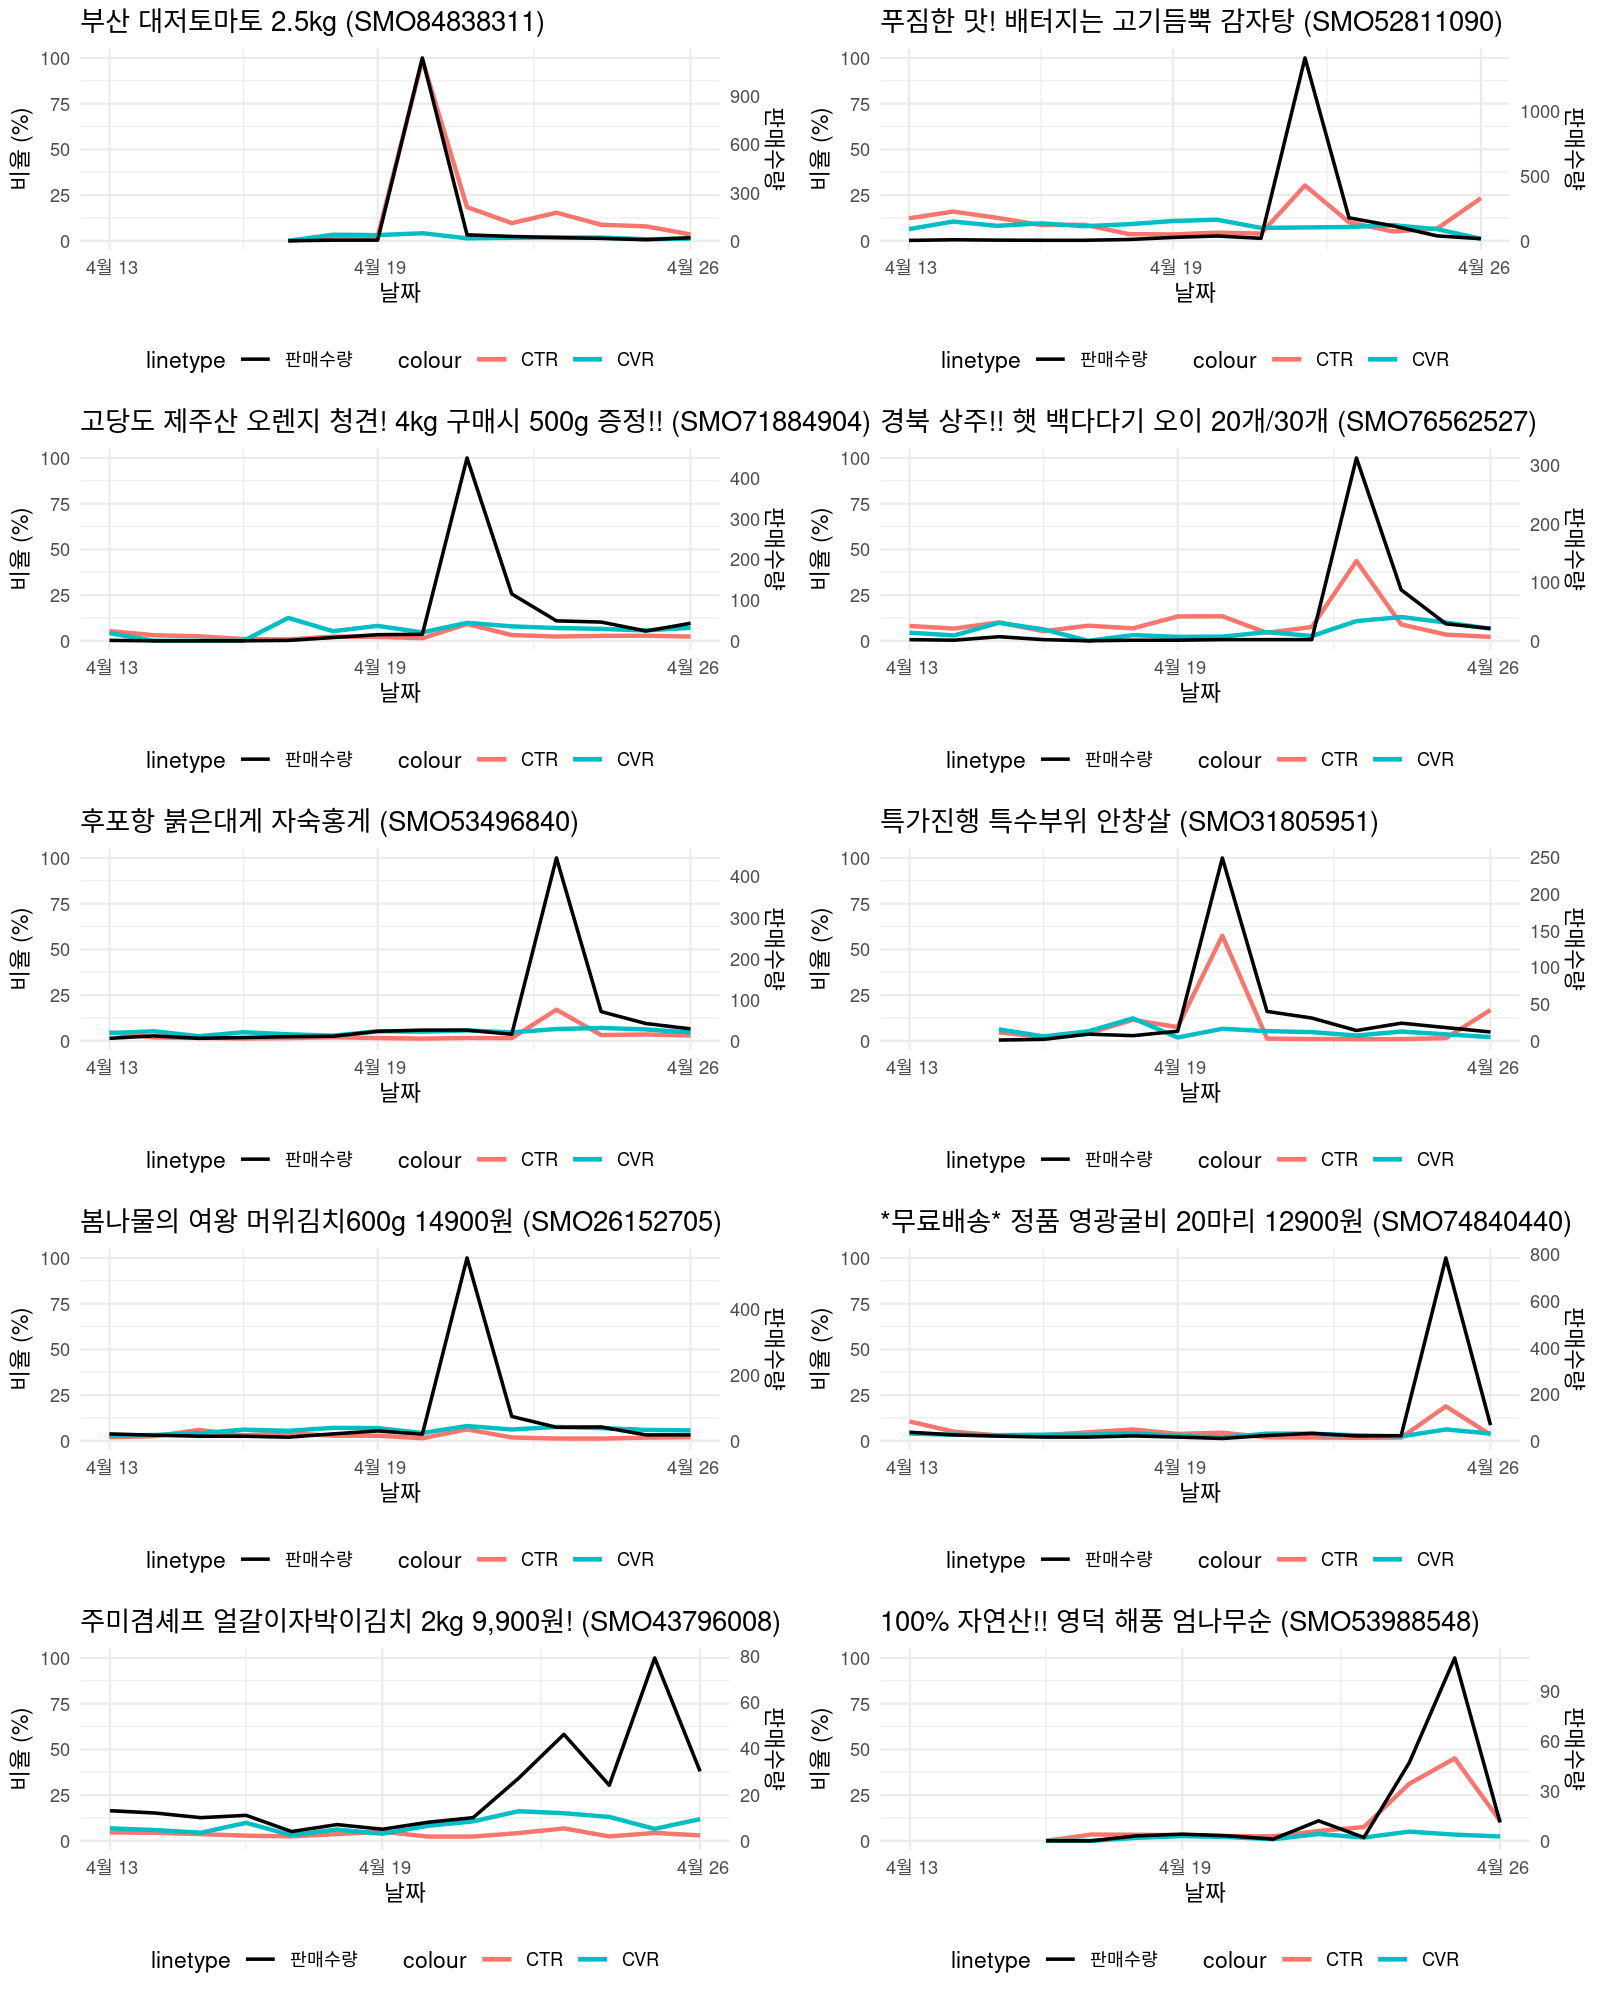 부산 대저토마토 2.5kg (SMO84838311)
100
75
50
25
0
비율 (%)
900
600
300
0
판매수량
4월 13
4월 19
4월 26
날짜
linetype 판매수량 colour CTR CVR
푸짐한 맛! 배터지는 고기듬뿍 감자탕 (SMO52811090)
100
75
50
25
0
비율 (%)
1000
500
0
판매수량
4월 13
4월 19
4월 26
날짜
linetype 판매수량 colour CTR CVR
고당도 제주산 오렌지 청견! 4kg 구매시 500g 증정!! (SMO71884904)
100
75
50
25
0
비율 (%)
400
300
200
100
0
판매수량
4월 13
4월 19
4월 26
날짜
linetype 판매수량 colour CTR CVR
경북 상주!! 햇 백다다기 오이 20개/30개 (SMO76562527)
100
75
50
25
0
비율 (%)
300
200
100
0
판매수량
4월 13
4월 19
4월 26
날짜
linetype 판매수량 colour CTR CVR
후포항 붉은대게 자숙홍게 (SMO53496840)
100
75
50
25
0
비율 (%)
400
300
200
100
0
판매수량
4월 13
4월 19
4월 26
날짜
linetype 판매수량 colour CTR CVR
특가진행 특수부위 안창살 (SMO31805951)
100
75
50
25
0
비율 (%)
250
200
150
100
50
0
판매수량
4월 13
4월 19
4월 26
날짜
linetype 판매수량 colour CTR CVR
봄나물의 여왕 머위김치600g 14900원 (SMO26152705)
100
75
50
25
0
비율 (%)
400
200
0
판매수량
4월 13
4월 19
4월 26
날짜
linetype 판매수량 colour CTR CVR
*무료배송* 정품 영광굴비 20마리 12900원 (SMO74840440)
100
75
50
25
0
비율 (%)
800
600
400
200
0
판매수량
4월 13
4월 19
4월 26
날짜
linetype 판매수량 colour CTR CVR
주미겸셰프 얼갈이자박이김치 2kg 9,900원! (SMO43796008)
100
75
50
25
0
비율 (%)
80
60
40
20
0
판매수량
4월 13
4월 19
4월 26
날짜
linetype 판매수량 colour CTR CVR
100% 자연산!! 영덕 해풍 엄나무순 (SMO53988548)
100
75
50
25
0
비율 (%)
90
60
30
0
판매수량
4월 13
4월 19
4월 26
날짜
linetype 판매수량 colour CTR CVR